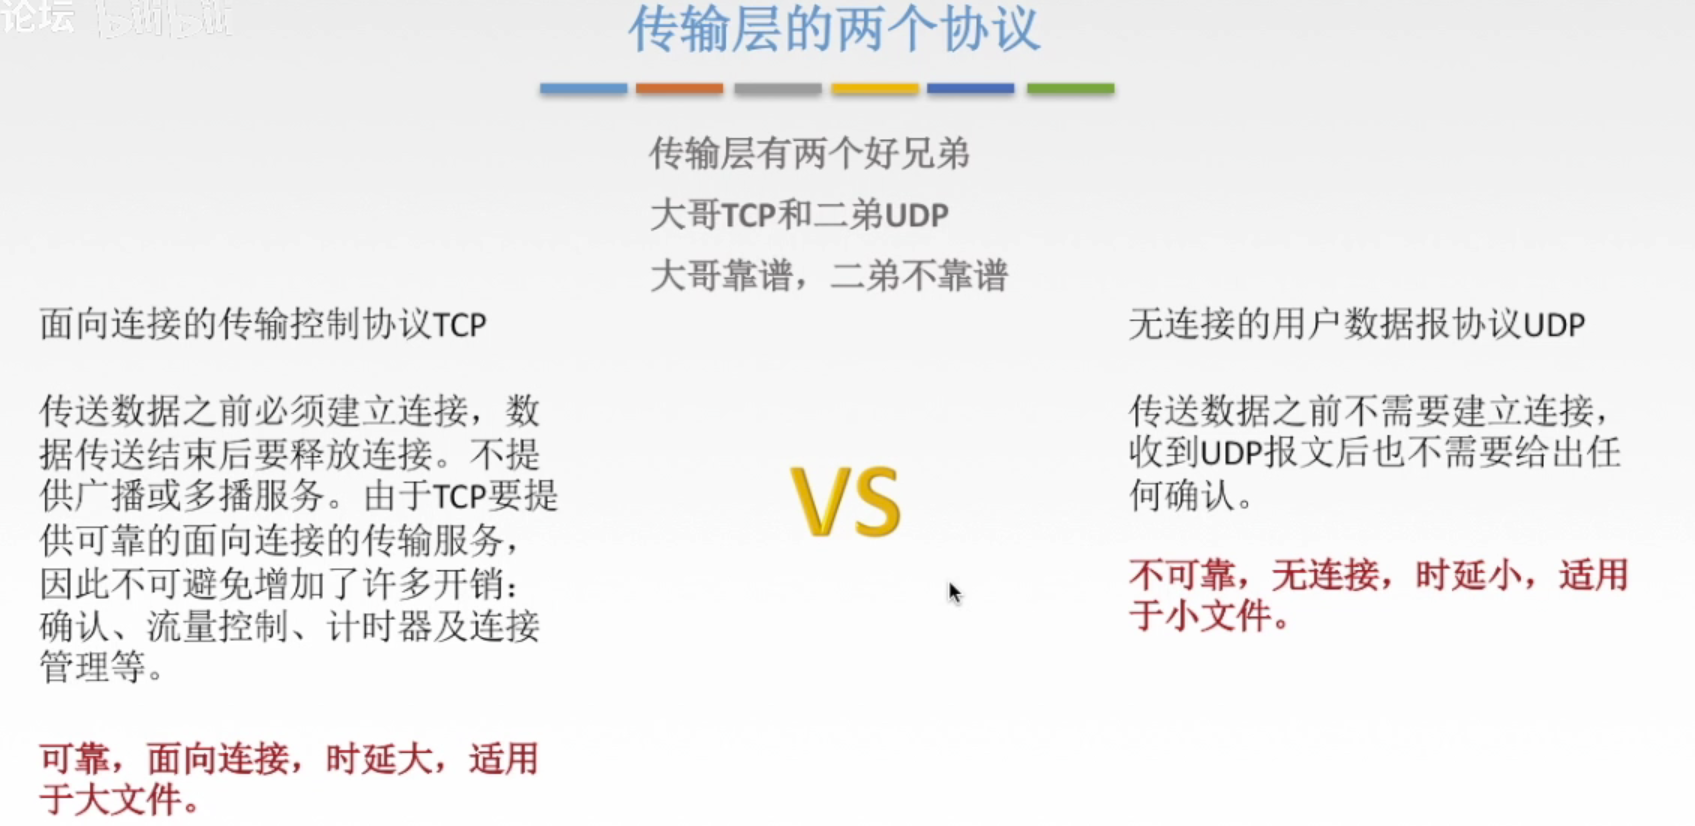 论坛 bilibili
传输层的两个协议
传输层有两个好兄弟
大哥TCP和二弟UDP
大哥靠谱，二弟不靠谱
面向连接的传输控制协议TCP
传送数据之前必须建立连接，数
据传送结束后要释放连接。不提
供广播或多播服务。由于TCP要提
供可靠的面向连接的传输服务，
因此不可避免增加了许多开销：
确认、流量控制、计时器及连接
管理等。
可靠，面向连接，时延大，适用
于大文件。
VS
无连接的用户数据报协议UDP
传送数据之前不需要建立连接，
收到UDP报文后也不需要给出任
何确认。
不可靠，无连接，时延小，适用
于小文件。